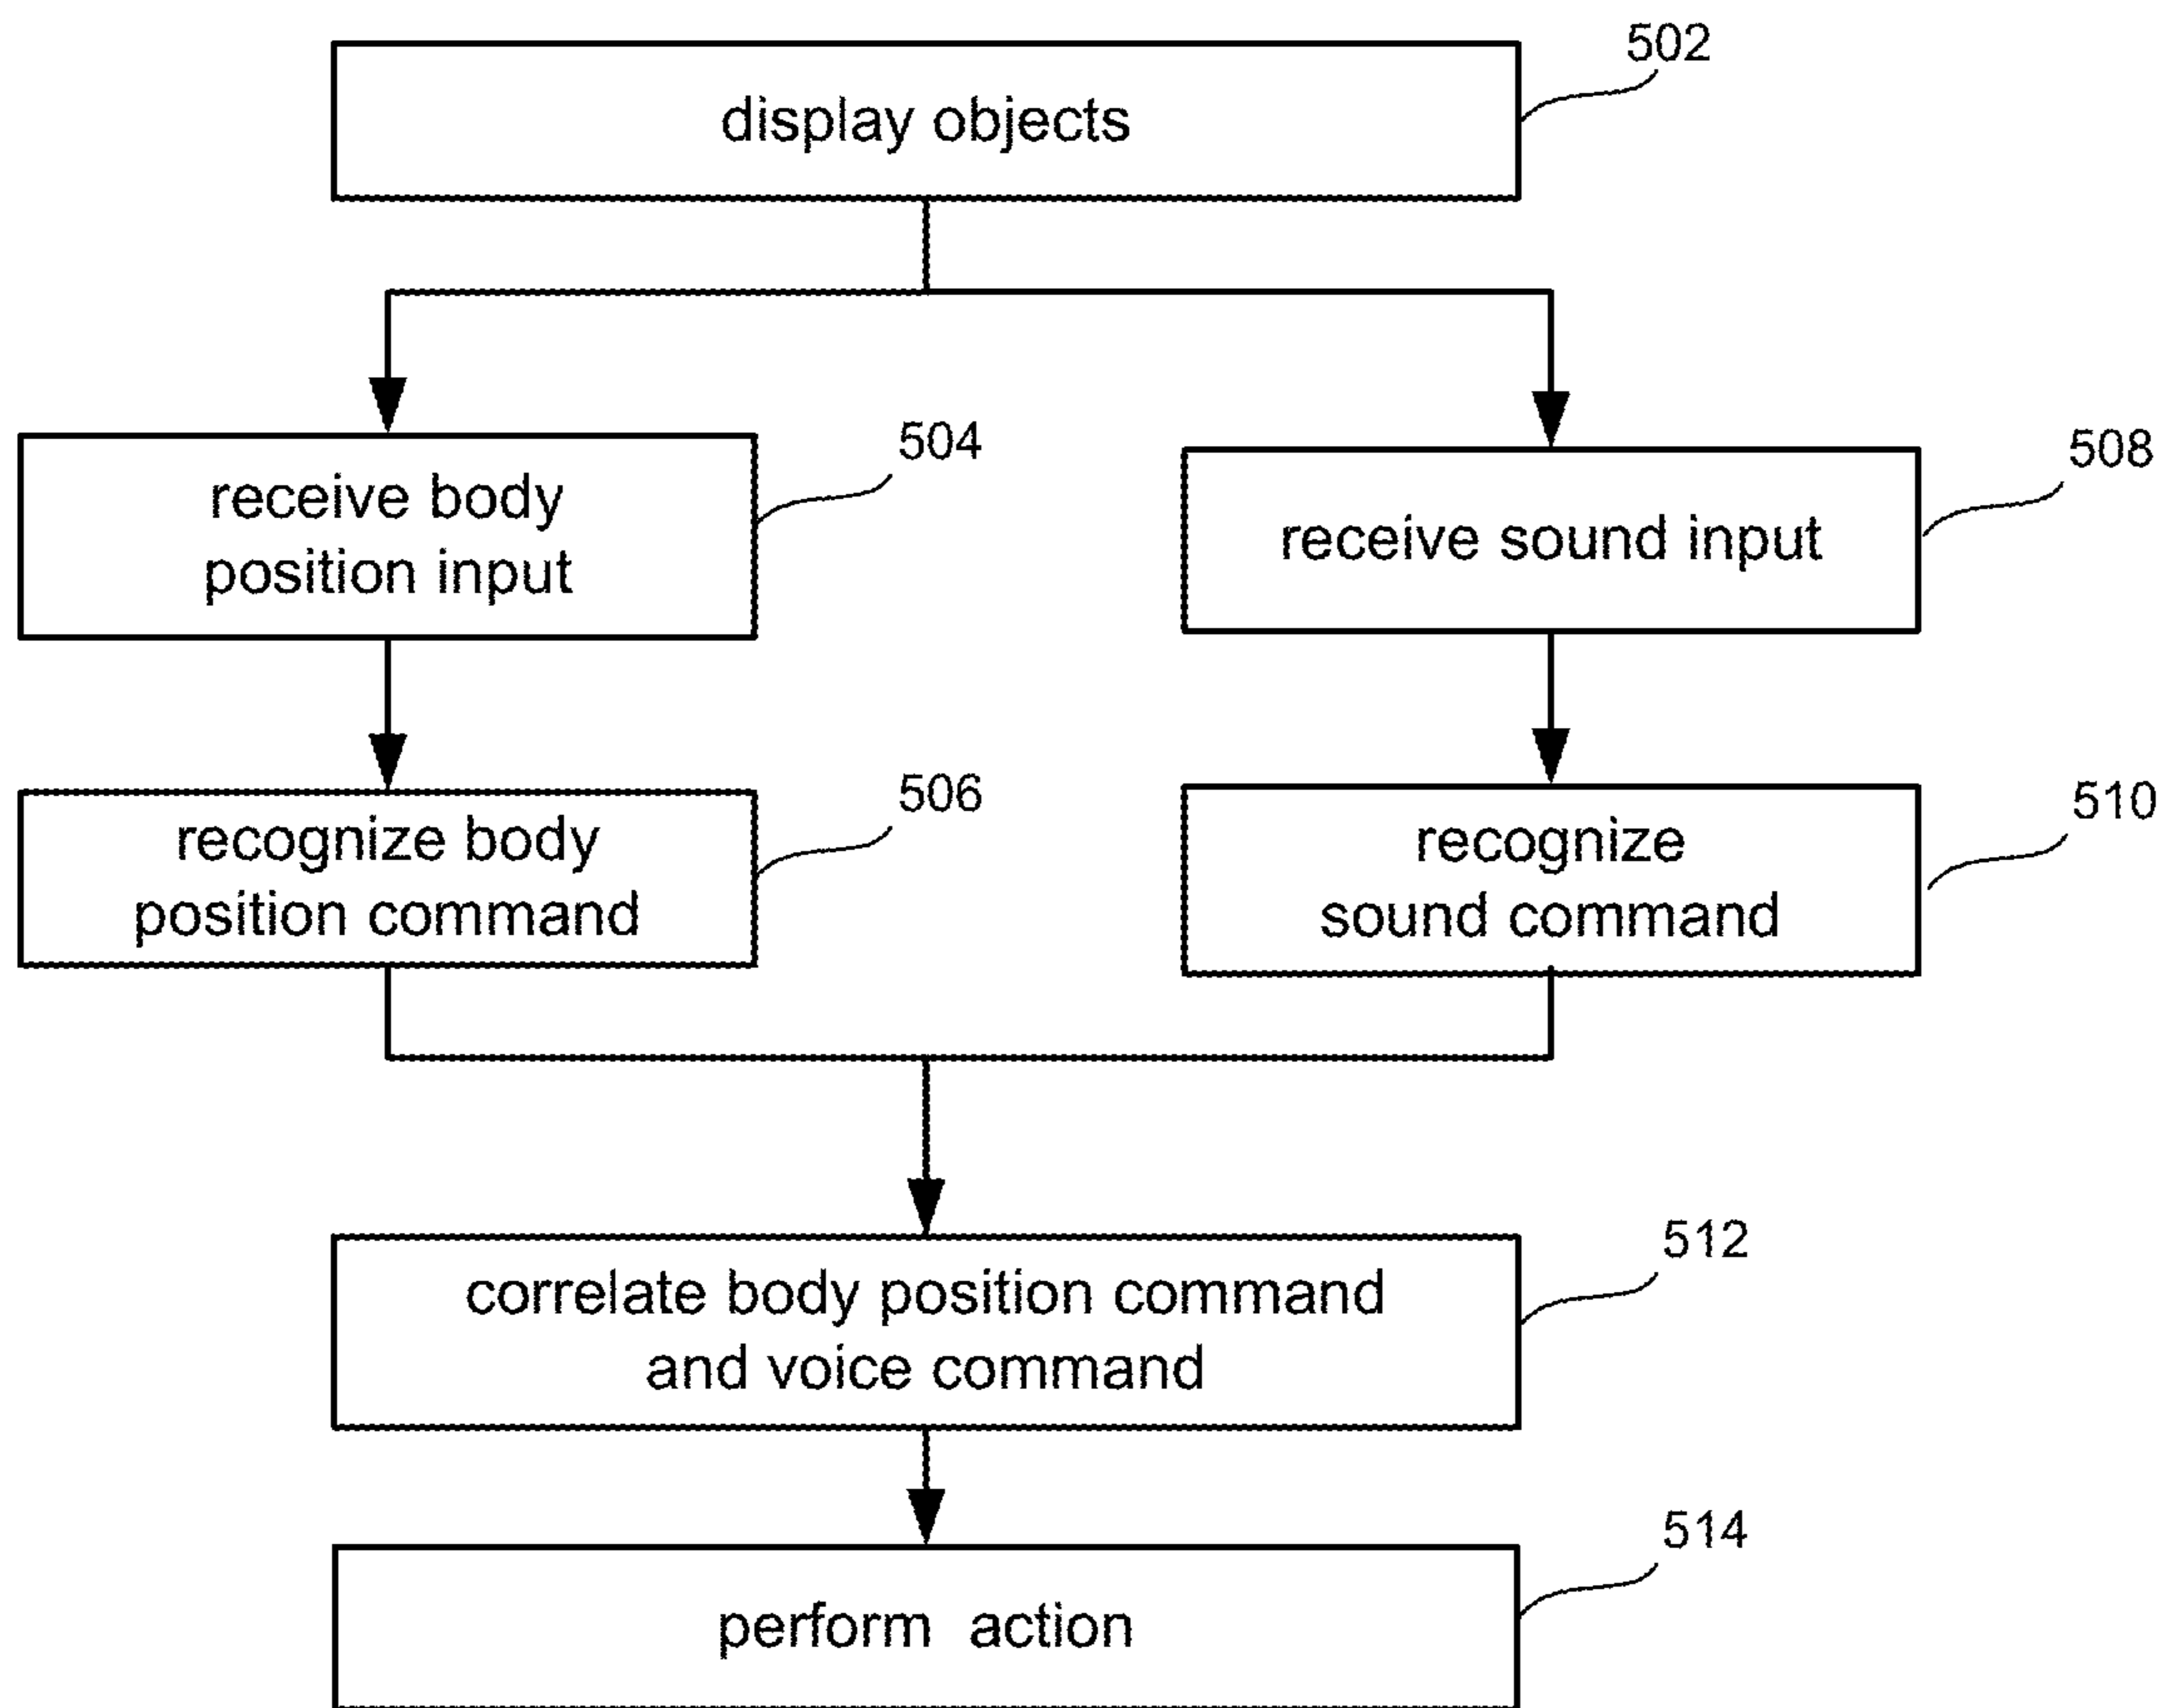 502
display objects
504
receive body
position input
508
receive sound input
506
recognize body
position command
510
recognize
sound command
512
correlate body position command
and voice command
514
perform action